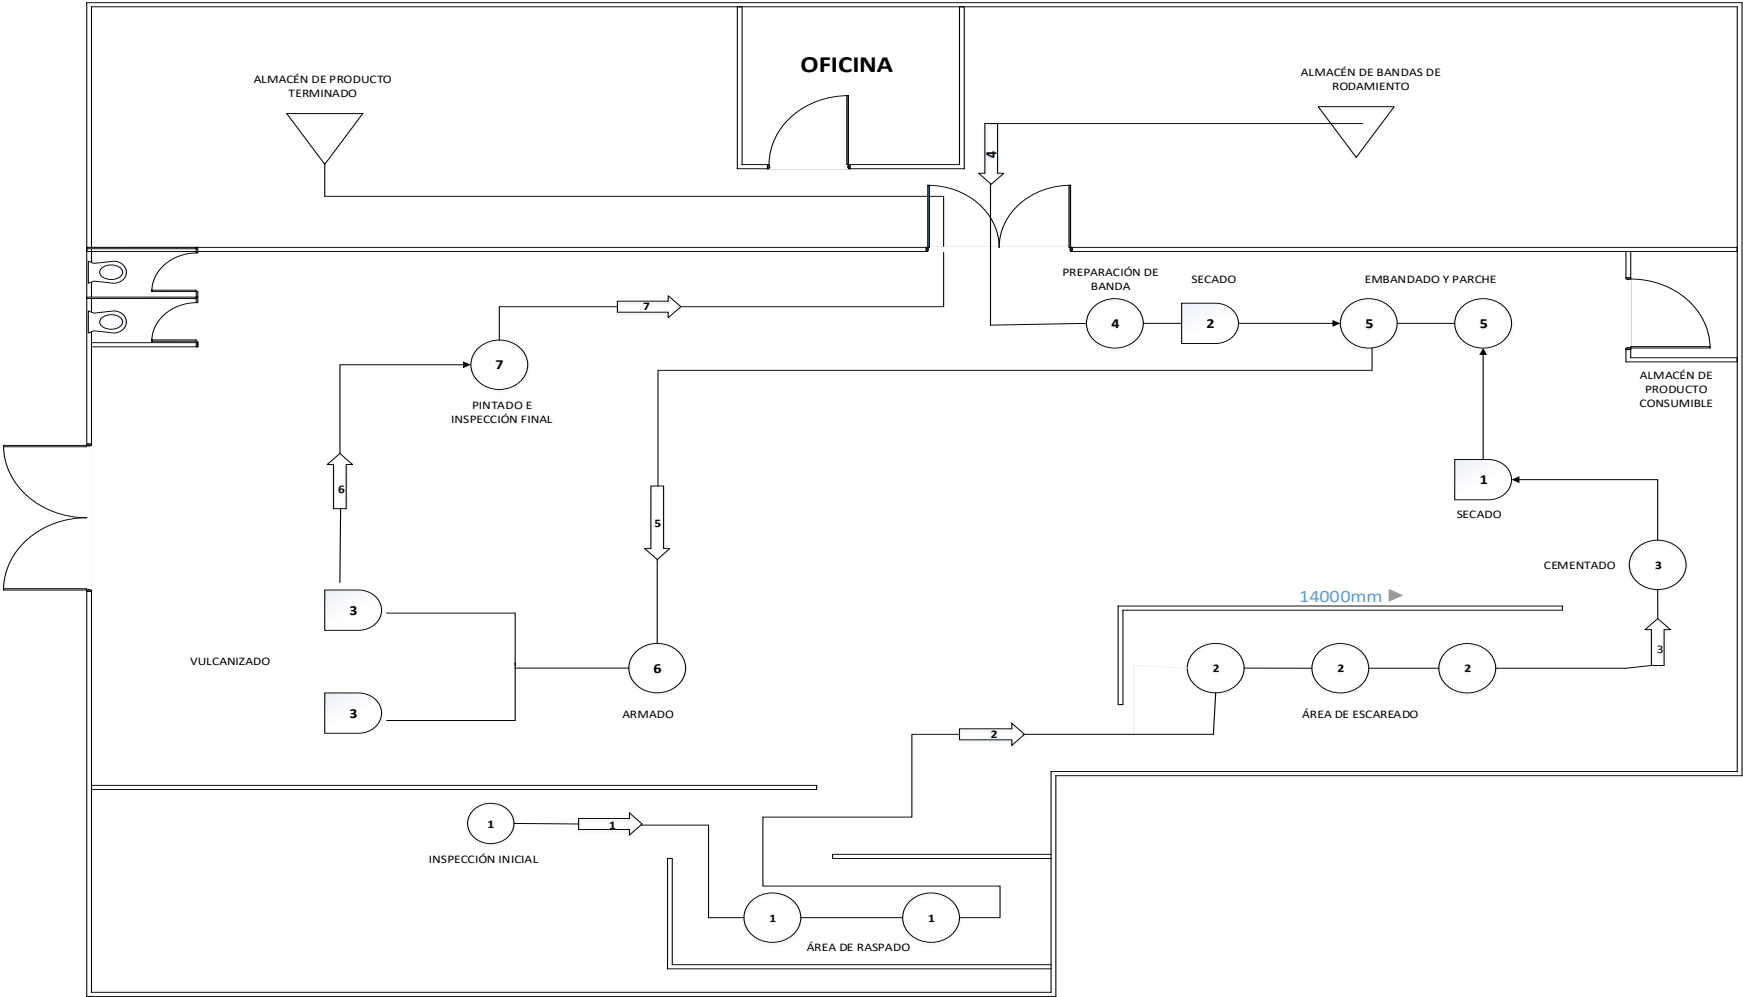 OFICINA
ALMACÉN DE PRODUCTO
TERMINADO
ALMACÉN DE BANDAS DE
RODAMIENTO
4
PREPARACIÓN DE
BANDA
SECADO
EMBANDADO Y PARCHE
7
4
2
5
5
7
PINTADO E
INSPECCIÓN FINAL
ALMACÉN DE
PRODUCTO
CONSUMIBLE
6
5
1
SECADO
CEMENTADO
3
14000mm
3
VULCANIZADO
3
6
ARMADO
2
2
2
3
ÁREA DE ESCAREADO
2
1
1
INSPECCIÓN INICIAL
1
1
ÁREA DE RASPADO